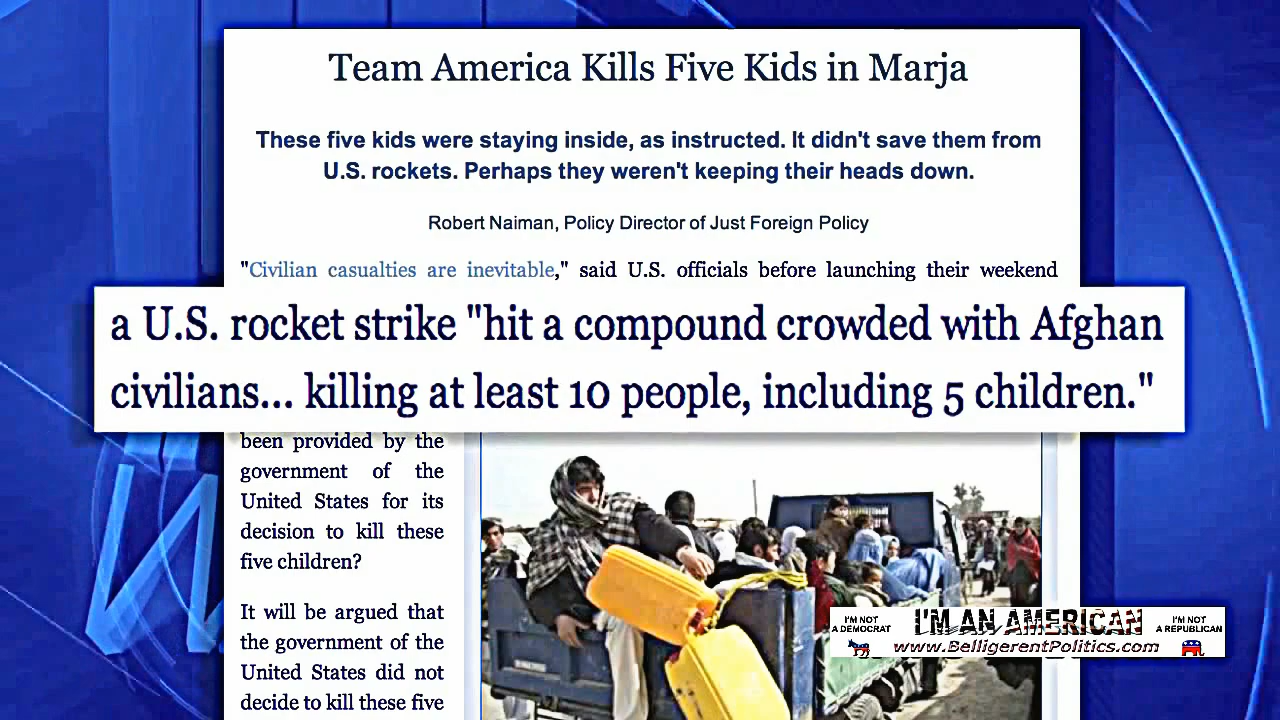 Team America Kills Five Kids in Marja
These five kids were staying inside, as instructed. It didn't save them from
U.S. rockets. Perhaps they weren't keeping their heads down.
Robert Naiman, Policy Director of Just Foreign Policy
"Civilian casualties are inevitable," said U.S. officials before launching their weekend
a U.S. rocket strike "hit a compound crowded with Afghan
civilians... killing at least 10 people, including 5 children."
been provided by the
government of the
United States for its
decision to kill these
five children?
It will be argued that
the government of the
United States did not
decide to kill these five
I'M NOT
A DEMOCRAT
I'M AN AMERICAN
www.BelligerentPolitics.com
I'M NOT
A REPUBLICAN